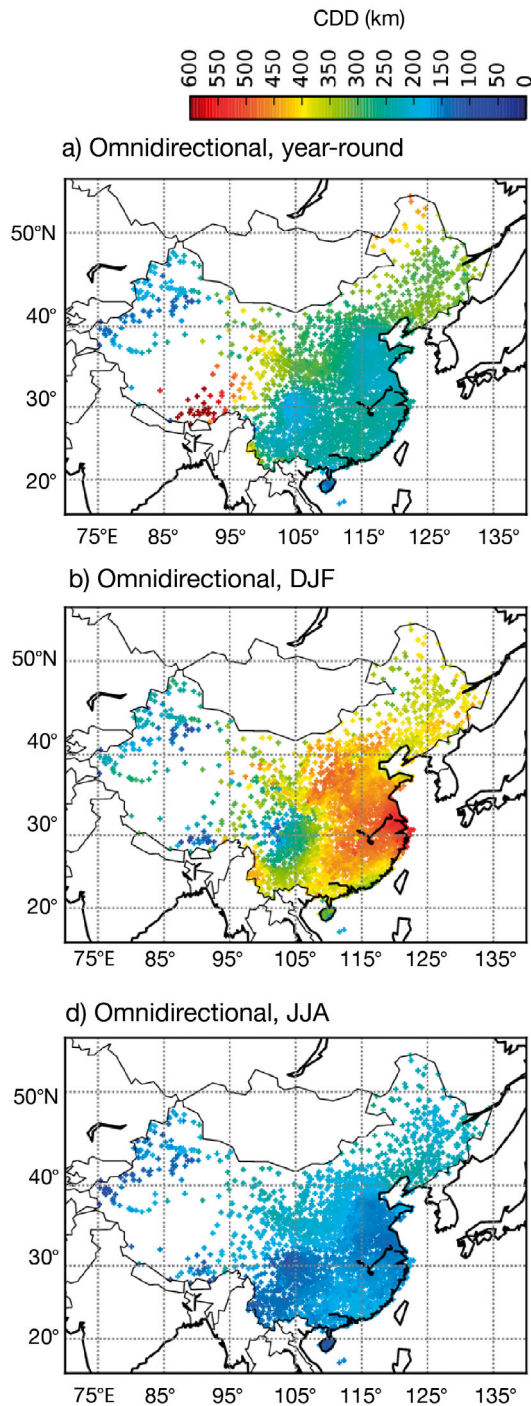 CDD (km)
600 550 500 450 400 350 300 250 200 150 100 50 0
a) Omnidirectional, year-round
50°N
40°
30°
20°
75°E 85° 95° 105° 115° 125° 135°
b) Omnidirectional, DJF
50°N
40°
30°
20°
75°E 85° 95° 105° 115° 125° 135°
d) Omnidirectional, JJA
50°N
40°
30°
20°
75°E 85° 95° 105° 115° 125° 135°